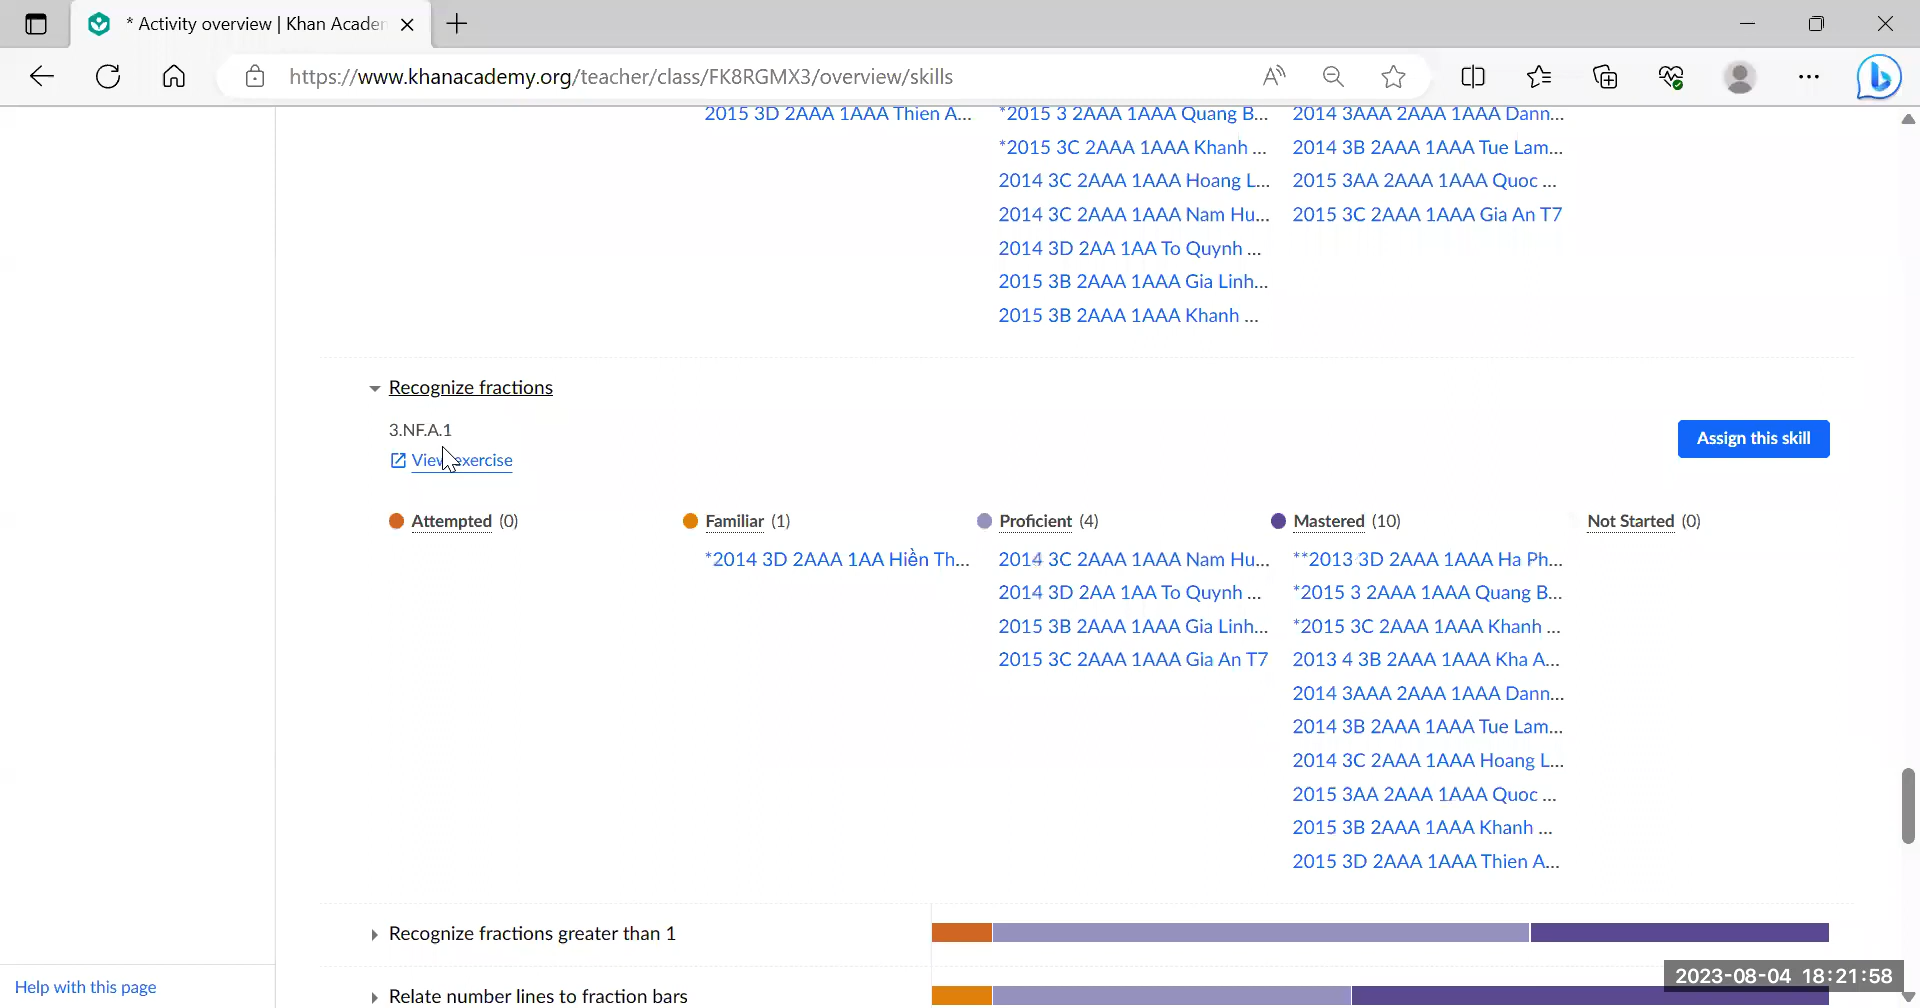 * Activity overview | Khan Acade
https://www.khanacademy.org/teacher/class/FK8RGMX3/overview/skills
2015 3D 2AAA 1AAA Thien A...
*2015 3 2AAA 1AAA Quang B...
*2015 3C 2AAA 1AAA Khanh ...
2014 3C 2AAA 1AAA Hoang L...
2014 3C 2AAA 1AAA Nam Hu...
2014 3D 2AA 1AA To Quynh ...
2015 3B 2AAA 1AAA Gia Linh...
2015 3B 2AAA 1AAA Khanh ...
2014 3AAA 2AAA 1AAA Dann...
2014 3B 2AAA 1AAA Tue Lam...
2015 3AA 2AAA 1AAA Quoc ...
2015 3C 2AAA 1AAA Gia An T7
Recognize fractions
3.NF.A.1
View exercise
Assign this skill
Attempted (0)
Familiar (1)
*2014 3D 2AAA 1AA Hiền Th...
Proficient (4)
2014 3C 2AAA 1AAA Nam Hu...
2014 3D 2AA 1AA To Quynh ...
2015 3B 2AAA 1AAA Gia Linh...
2015 3C 2AAA 1AAA Gia An T7
Mastered (10)
**2013 3D 2AAA 1AAA Ha Ph...
*2015 3 2AAA 1AAA Quang B...
*2015 3C 2AAA 1AAA Khanh ...
2013 4 3B 2AAA 1AAA Kha A...
2014 3AAA 2AAA 1AAA Dann...
2014 3B 2AAA 1AAA Tue Lam...
2014 3C 2AAA 1AAA Hoang L...
2015 3AA 2AAA 1AAA Quoc ...
2015 3B 2AAA 1AAA Khanh ...
2015 3D 2AAA 1AAA Thien A...
Not Started (0)
Recognize fractions greater than 1
Relate number lines to fraction bars
Help with this page
2023-08-04 18:21:58